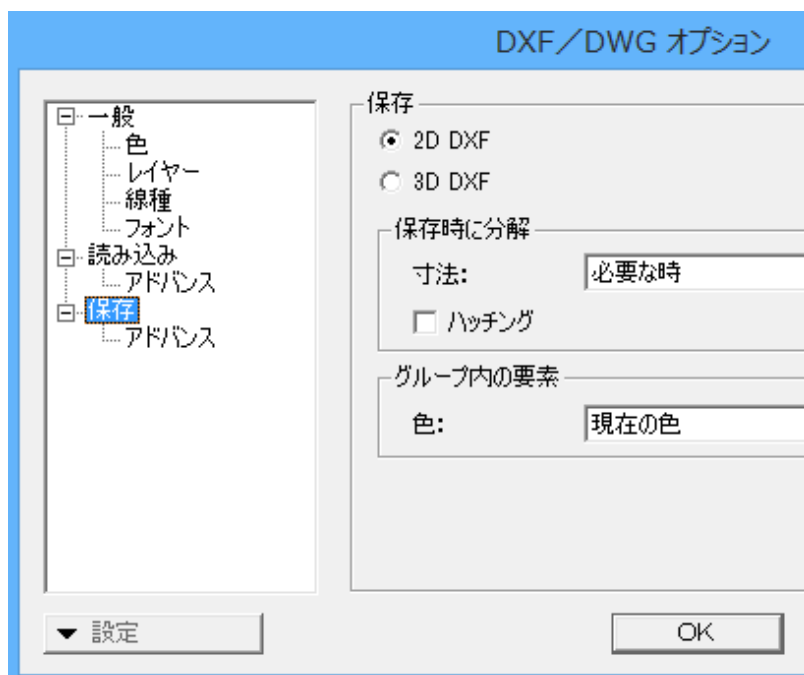 DXF／DWG オプション
一般
色
レイヤー
線種
フォント
読み込み
アドバンス
保存
アドバンス
保存
2D DXF
3D DXF
保存時に分解
寸法:
必要な時
ハッチング
グループ内の要素
色:
現在の色
▼ 設定
OK